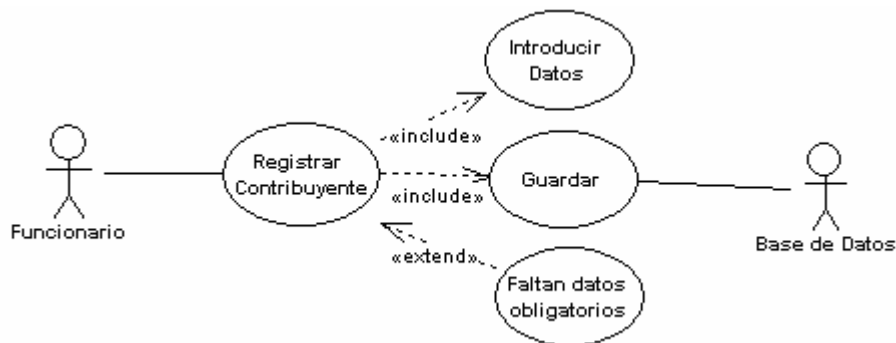 Introducir
Datos
«include»
Registrar
Contribuyente
Guardar
«include»
Funcionario
Base de Datos
«extend»
Faltan datos
obligatorios